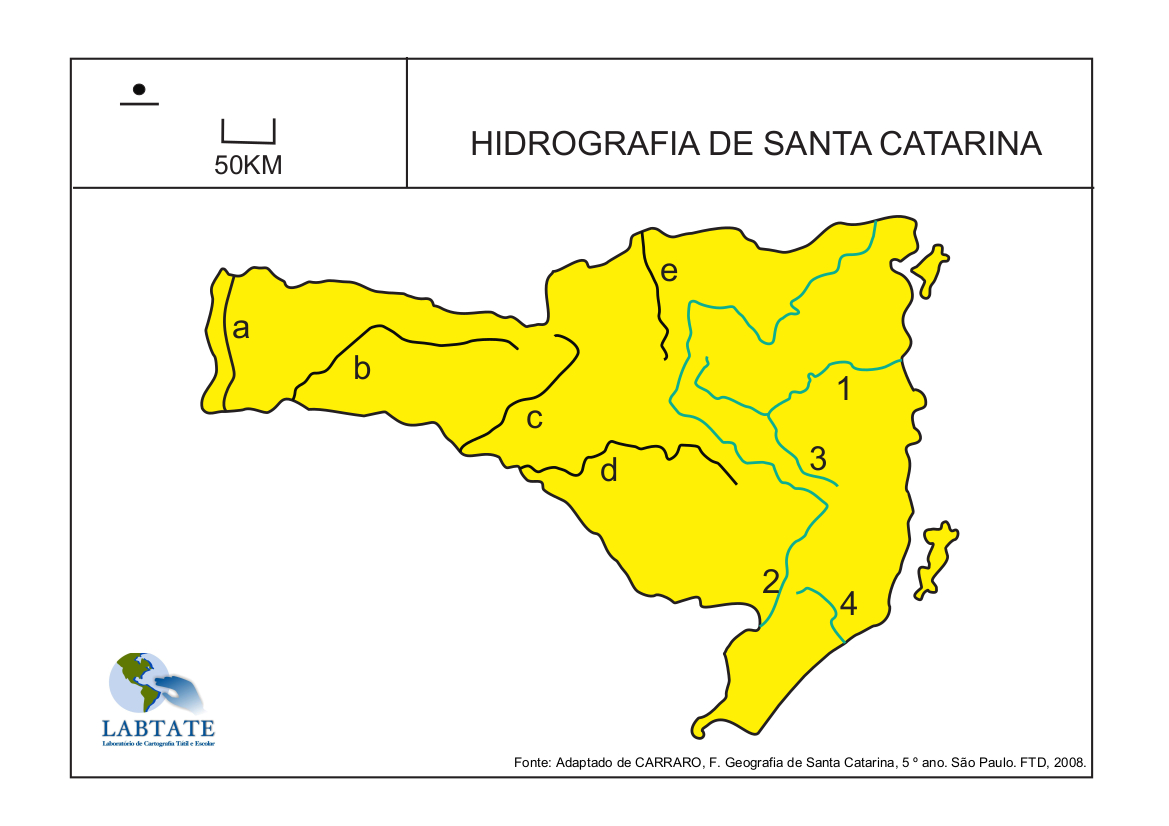 50KM
HIDROGRAFIA DE SANTA CATARINA
e
a
b
1
c
3
d
2
4
LABTATE
Laboratório de Cartografia Tátil e Escolar
Fonte: Adaptado de CARRARO, F. Geografia de Santa Catarina, 5 º ano. São Paulo. FTD, 2008.